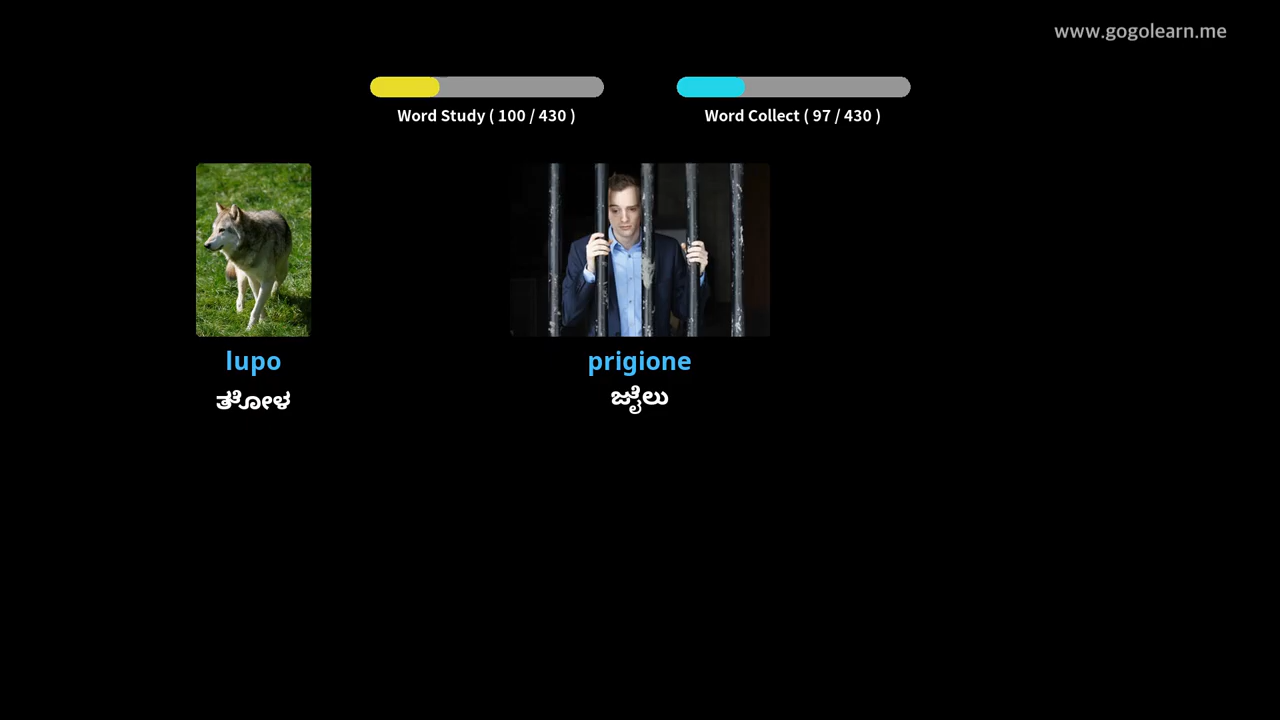 www.gogolearn.me
Word Study ( 100 / 430 )
Word Collect ( 97 / 430 )
lupo
ತೋಳ
prigione
ಜೈಲು